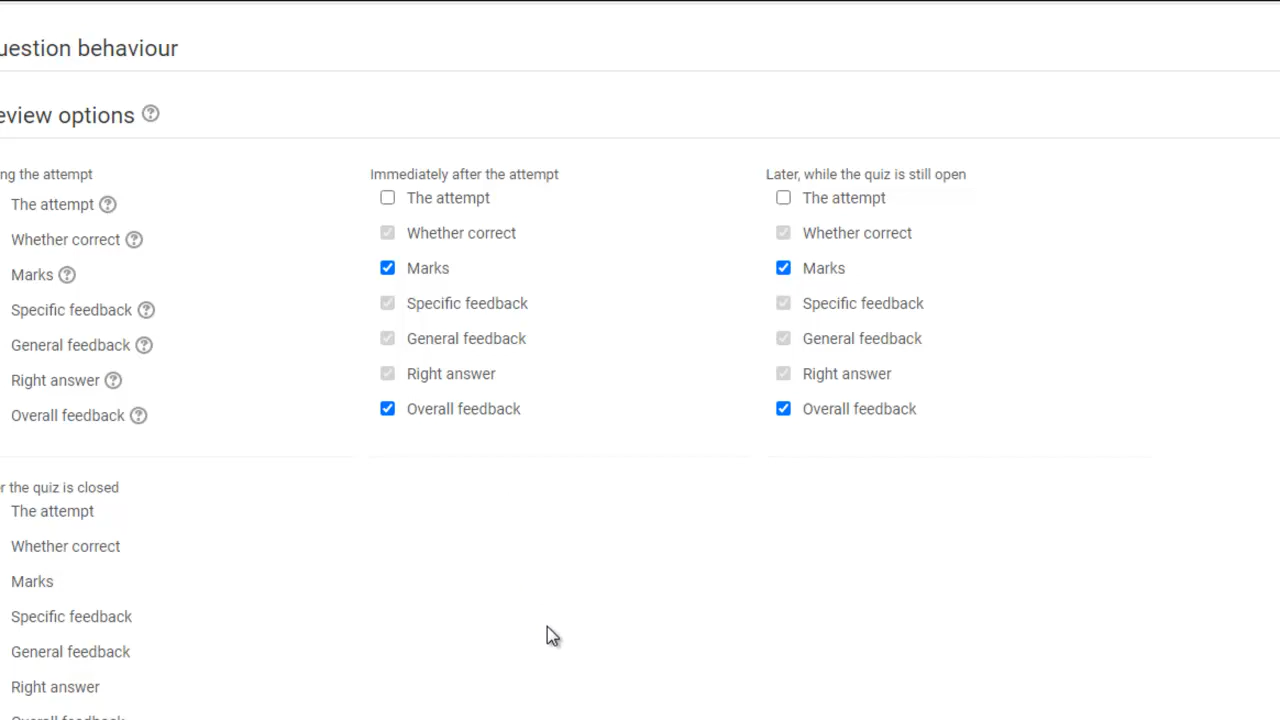 uestion behaviour
eview options
ng the attempt
The attempt
Whether correct
Marks
Specific feedback
General feedback
Right answer
Overall feedback
Immediately after the attempt
The attempt
Whether correct
Marks
Specific feedback
General feedback
Right answer
Overall feedback
Later, while the quiz is still open
The attempt
Whether correct
Marks
Specific feedback
General feedback
Right answer
Overall feedback
r the quiz is closed
The attempt
Whether correct
Marks
Specific feedback
General feedback
Right answer
Overall feedback